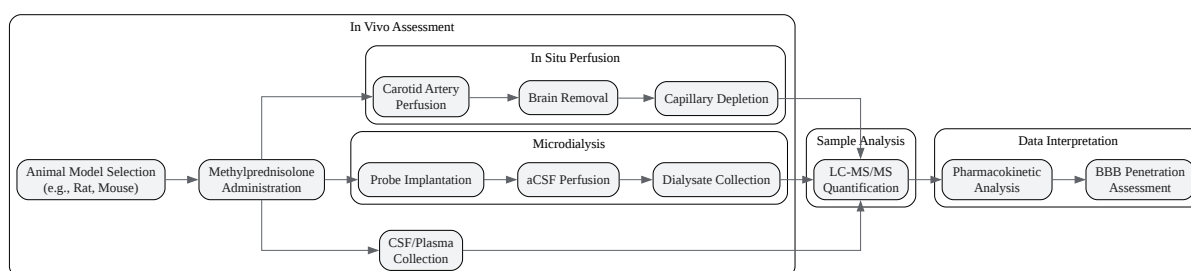 In Vivo Assessment
In Situ Perfusion
Carotid Artery
Perfusion
Brain Removal
Capillary Depletion
Microdialysis
Sample Analysis
Data Interpretation
Animal Model Selection
(e.g., Rat, Mouse)
Methylprednisolone
Administration
Probe Implantation
aCSF Perfusion
Dialysate Collection
LC-MS/MS
Quantification
Pharmacokinetic
Analysis
BBB Penetration
Assessment
CSF/Plasma
Collection